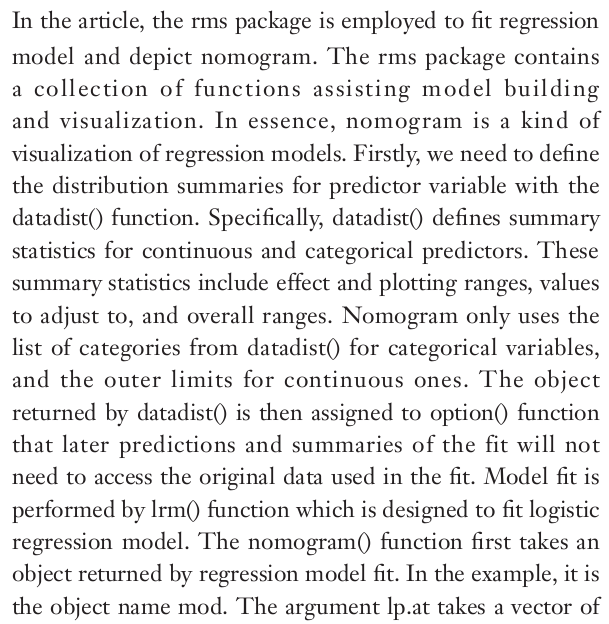 In the article, the rms package is employed to fit regression
model and depict nomogram. The rms package contains
a collection of functions assisting model building
and visualization. In essence, nomogram is a kind of
visualization of regression models. Firstly, we need to define
the distribution summaries for predictor variable with the
datadist() function. Specifically, datadist() defines summary
statistics for continuous and categorical predictors. These
summary statistics include effect and plotting ranges, values
to adjust to, and overall ranges. Nomogram only uses the
list of categories from datadist() for categorical variables,
and the outer limits for continuous ones. The object
returned by datadist() is then assigned to option() function
that later predictions and summaries of the fit will not
need to access the original data used in the fit. Model fit is
performed by lrm() function which is designed to fit logistic
regression model. The nomogram() function first takes an
object returned by regression model fit. In the example, it is
the object name mod. The argument lp.at takes a vector of